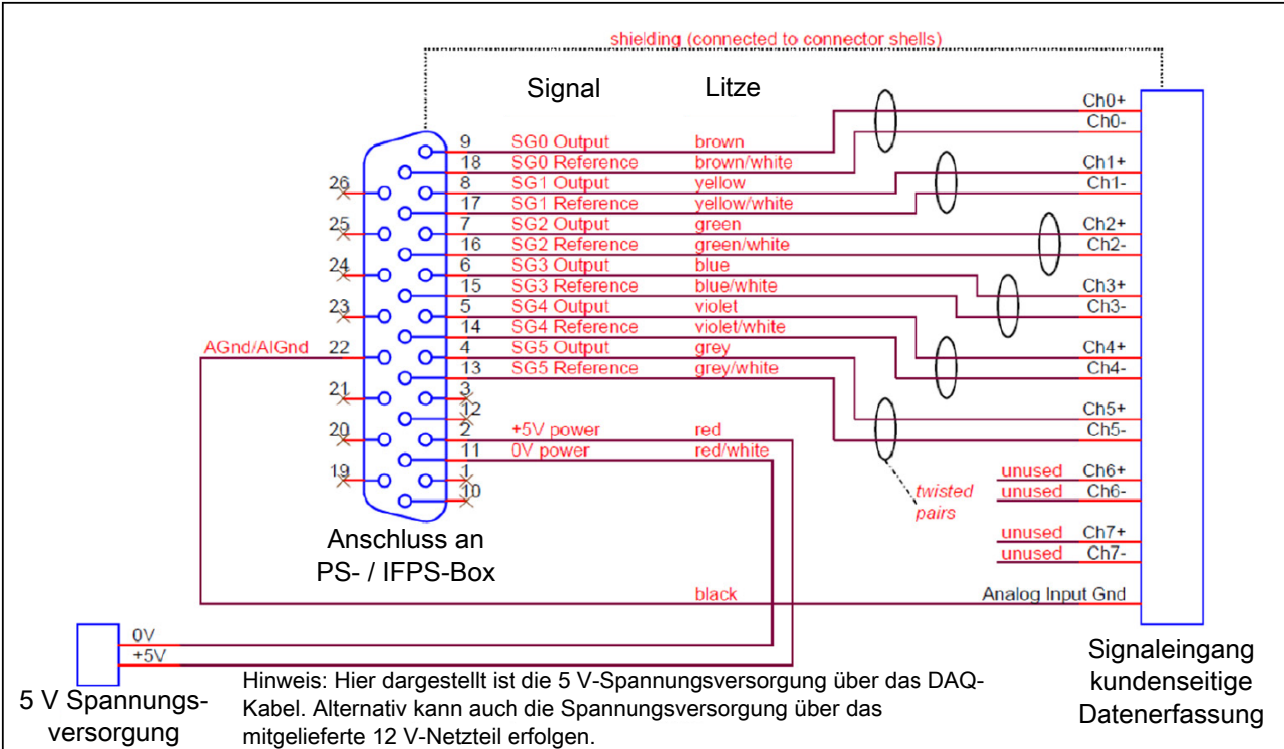 shielding (connected to connector shells)
Signal Litze
Ch0+
Ch0-
9 SG0 Output brown
18 SG0 Reference brown/white
Ch1+
26 8 SG1 Output yellow Ch1-
17 SG1 Reference yellow/white
25 7 SG2 Output green Ch2+
16 SG2 Reference green/white Ch2-
24 6 SG3 Output blue
15 SG3 Reference blue/white Ch3+
23 5 SG4 Output violet Ch3-
14 SG4 Reference violet/white
AGnd/AIGnd 22 4 SG5 Output grey Ch4+
13 SG5 Reference grey/white Ch4-
21 3
12 Ch5+
20 2 +5V power red Ch5-
11 0V power red/white
19 1 unused Ch6+
10 unused Ch6-
twisted
pairs
unused Ch7+
unused Ch7-
Anschluss an
PS- / IFPS-Box
black Analog Input Gnd
0V
+5V
5 V Spannungs-
versorgung
Hinweis: Hier dargestellt ist die 5 V-Spannungsversorgung über das DAQ-
Kabel. Alternativ kann auch die Spannungsversorgung über das
mitgelieferte 12 V-Netzteil erfolgen.
Signaleingang
kundenseitige
Datenerfassung